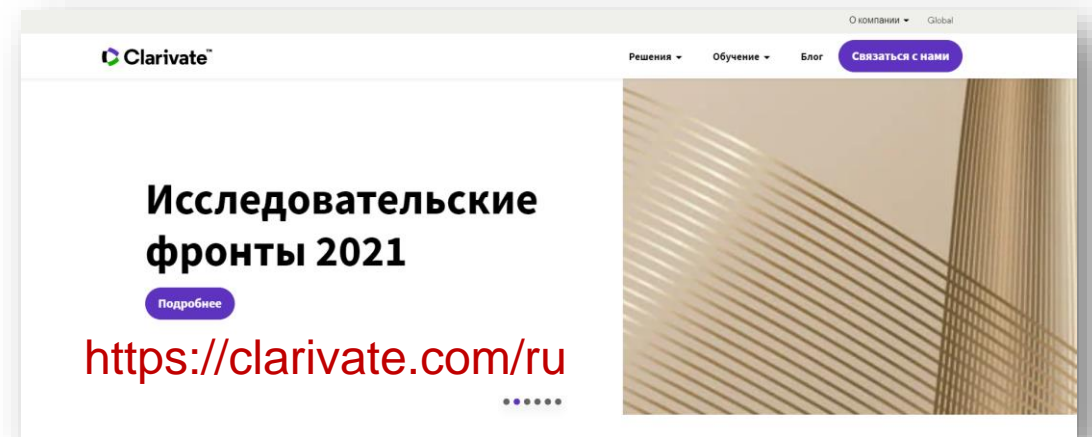 О компании Global
Clarivate™
Решения Обучение Блог Связаться с нами
Исследовательские
фронты 2021
Подробнее
https://clarivate.com/ru